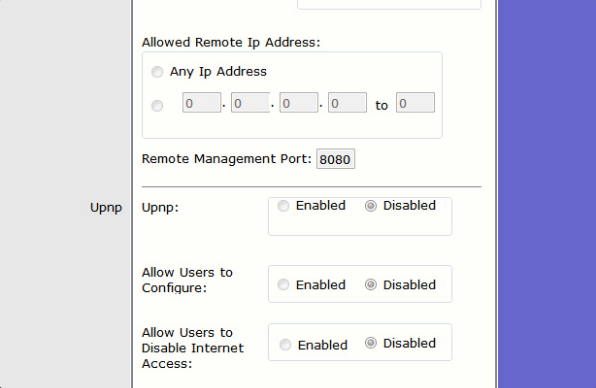 Allowed Remote Ip Address:
Any Ip Address
0 . 0 . 0 . 0 to 0
Remote Management Port: 8080
Upnp
Upnp: Enabled Disabled
Allow Users to
Configure: Enabled Disabled
Allow Users to
Disable Internet Enabled Disabled
Access: